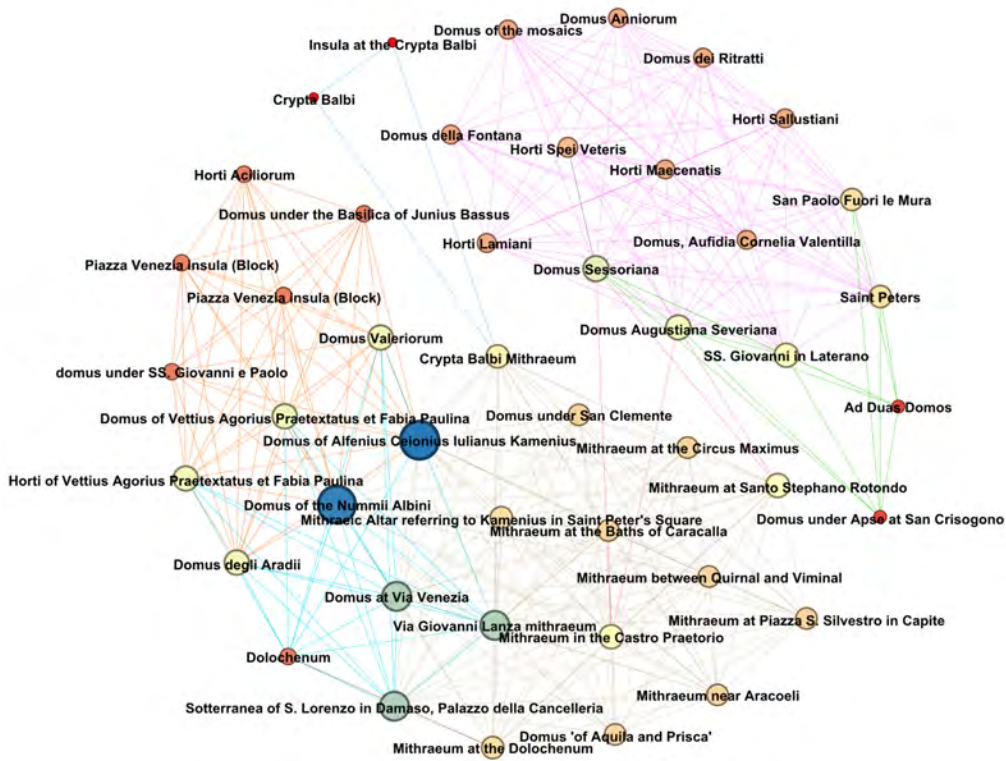 Domus Anniorum
Domus of the mosaics
Insula at the Crypta Balbi
Domus dei Ritratti
Crypta Balbi
Horti Sallustiani
Domus della Fontana
Horti Spei Veteris
Horti Maecenatis
Horti Aciliorum
San Paolo Fuori le Mura
Domus under the Basilica of Junius Bassus
Horti Lamiani
Domus, Aufidia Cornelia Valentilla
Piazza Venezia insula (Block)
Domus Sessoriana
Piazza Venezia insula (Block)
Saint Peters
Domus Augustiana Severiana
Domus Valeriorum
SS. Giovanni in Laterano
Crypta Balbi Mithraeum
domus under SS. Giovanni e Paolo
Ad Duas Domos
Domus under San Clemente
Domus of Vettius Agorius Praetextatus et Fabia Paulina
Domus of Alfenius Ceionius Iulianus Kamenius
Mithraeum at the Circus Maximus
Horti of Vettius Agorius Praetextatus et Fabia Paulina
Mithraeum at Santo Stephano Rotondo
Domus of the Nummii Albini
Mithraeic Altar referring to Kamenius in Saint Peter's Square
Domus under Apse at San Crisogono
Mithraeum at the Baths of Caracalla
Domus degli Aradii
Mithraeum between Quirnal and Viminal
Domus at Via Venezia
Mithraeum at Piazza S. Silvestro in Capite
Via Giovanni Lanza mithraeum
Mithraeum in the Castro Praetorio
Dolochenum
Mithraeum near Aracoeli
Sotterranea of S. Lorenzo in Damaso, Palazzo della Cancelleria
Domus 'of Aquila and Prisca'
Mithraeum at the Dolochenum